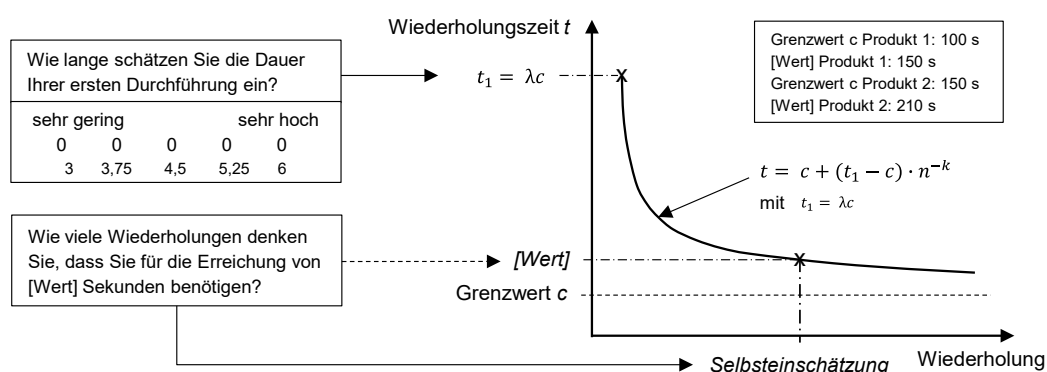 Wiederholungszeit t
Wie lange schätzen Sie die Dauer
Ihrer ersten Durchführung ein?
sehr gering sehr hoch
0 0 0 0 0
3 3,75 4,5 5,25 6
t₁ = λc
Grenzwert c Produkt 1: 100 s
[Wert] Produkt 1: 150 s
Grenzwert c Produkt 2: 150 s
[Wert] Produkt 2: 210 s
x
t = c + (t₁ − c) · n⁻ᵏ
mit t₁ = λc
Wie viele Wiederholungen denken
Sie, dass Sie für die Erreichung von
[Wert] Sekunden benötigen?
[Wert]
x
Grenzwert c
Selbsteinschätzung
Wiederholung